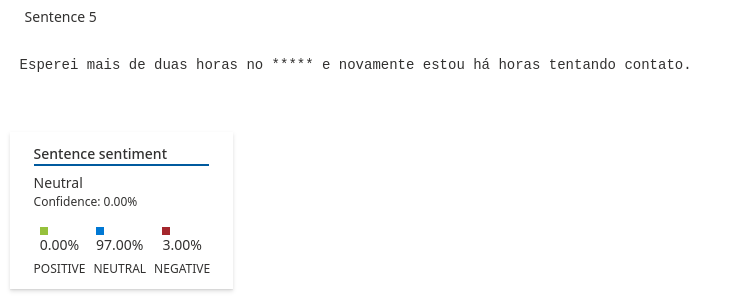 Sentence 5
Esperei mais de duas horas no ***** e novamente estou há horas tentando contato.
Sentence sentiment
Neutral
Confidence: 0.00%
0.00% 97.00% 3.00%
POSITIVE NEUTRAL NEGATIVE